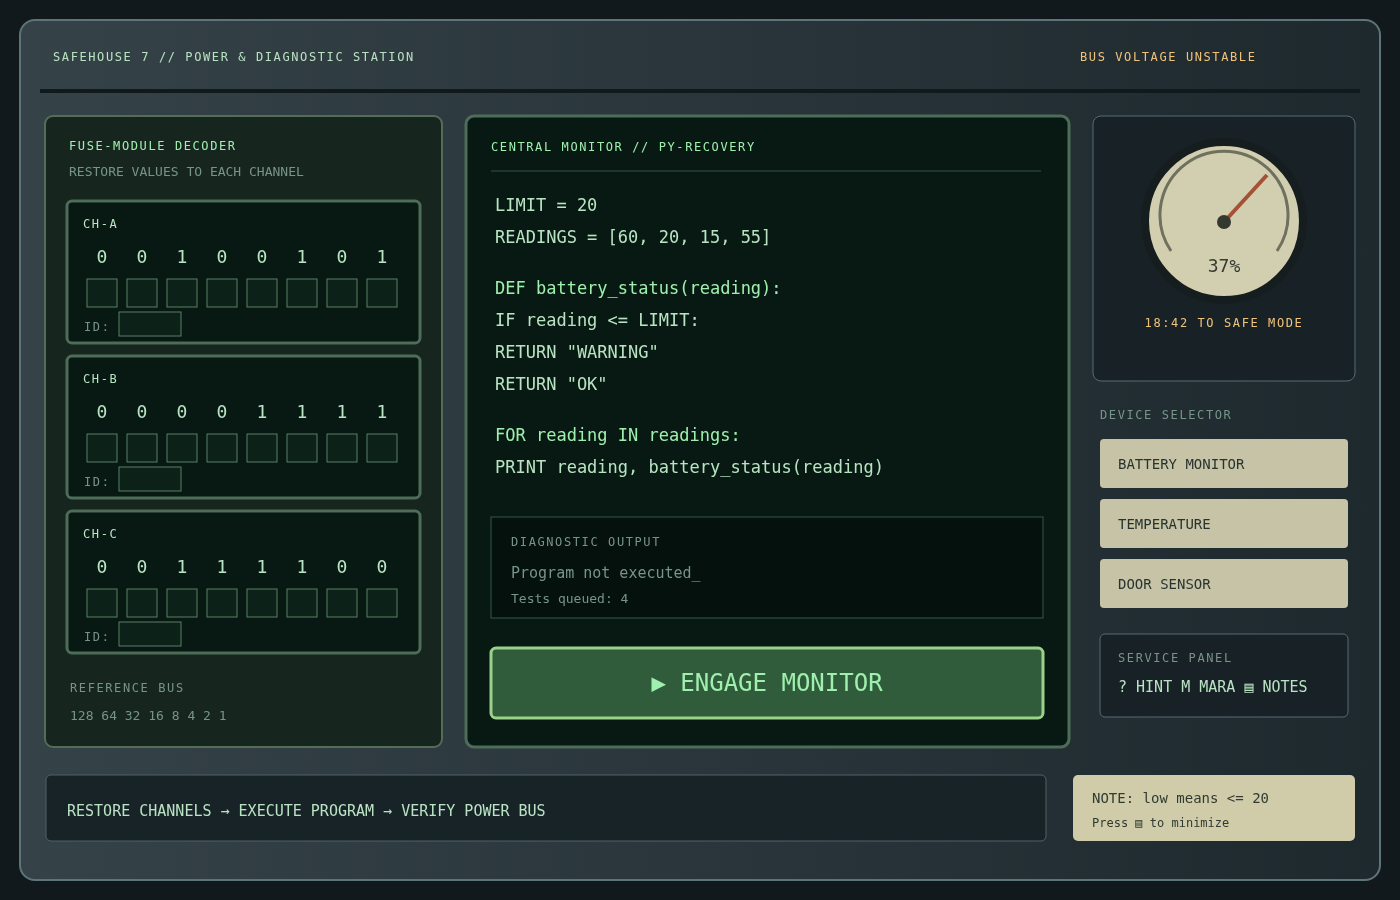 SAFEHOUSE 7 // POWER & DIAGNOSTIC STATION
BUS VOLTAGE UNSTABLE
FUSE-MODULE DECODER
RESTORE VALUES TO EACH CHANNEL
CH-A
0 0 1 0 0 1 0 1
ID:
CH-B
0 0 0 0 1 1 1 1
ID:
CH-C
0 0 1 1 1 1 0 0
ID:
REFERENCE BUS
128 64 32 16 8 4 2 1
CENTRAL MONITOR // PY-RECOVERY
LIMIT = 20
READINGS = [60, 20, 15, 55]
DEF battery_status(reading):
IF reading <= LIMIT:
RETURN "WARNING"
RETURN "OK"
FOR reading IN readings:
PRINT reading, battery_status(reading)
DIAGNOSTIC OUTPUT
Program not executed_
Tests queued: 4
▶ ENGAGE MONITOR
37%
18:42 TO SAFE MODE
DEVICE SELECTOR
BATTERY MONITOR
TEMPERATURE
DOOR SENSOR
SERVICE PANEL
? HINT M MARA ▤ NOTES
RESTORE CHANNELS → EXECUTE PROGRAM → VERIFY POWER BUS
NOTE: low means <= 20
Press ▤ to minimize